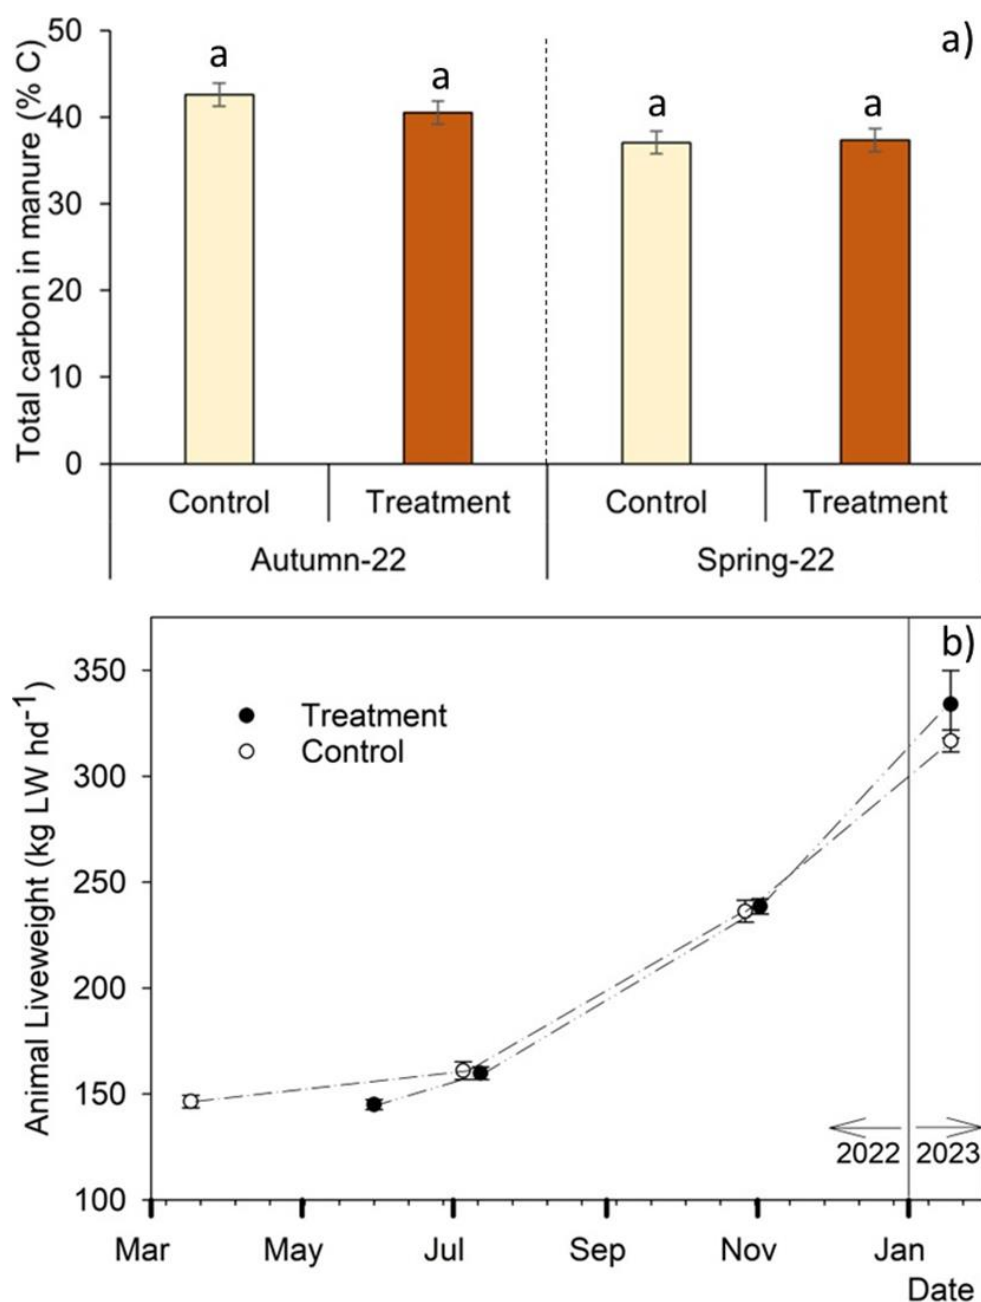 a)
Total carbon in manure (% C)
50
40
30
20
10
0
a
a
a
a
Control
Treatment
Control
Treatment
Autumn-22
Spring-22
b)
Animal Liveweight (kg LW hd⁻¹)
350
300
250
200
150
100
Treatment
Control
2022
2023
Mar
May
Jul
Sep
Nov
Jan
Date